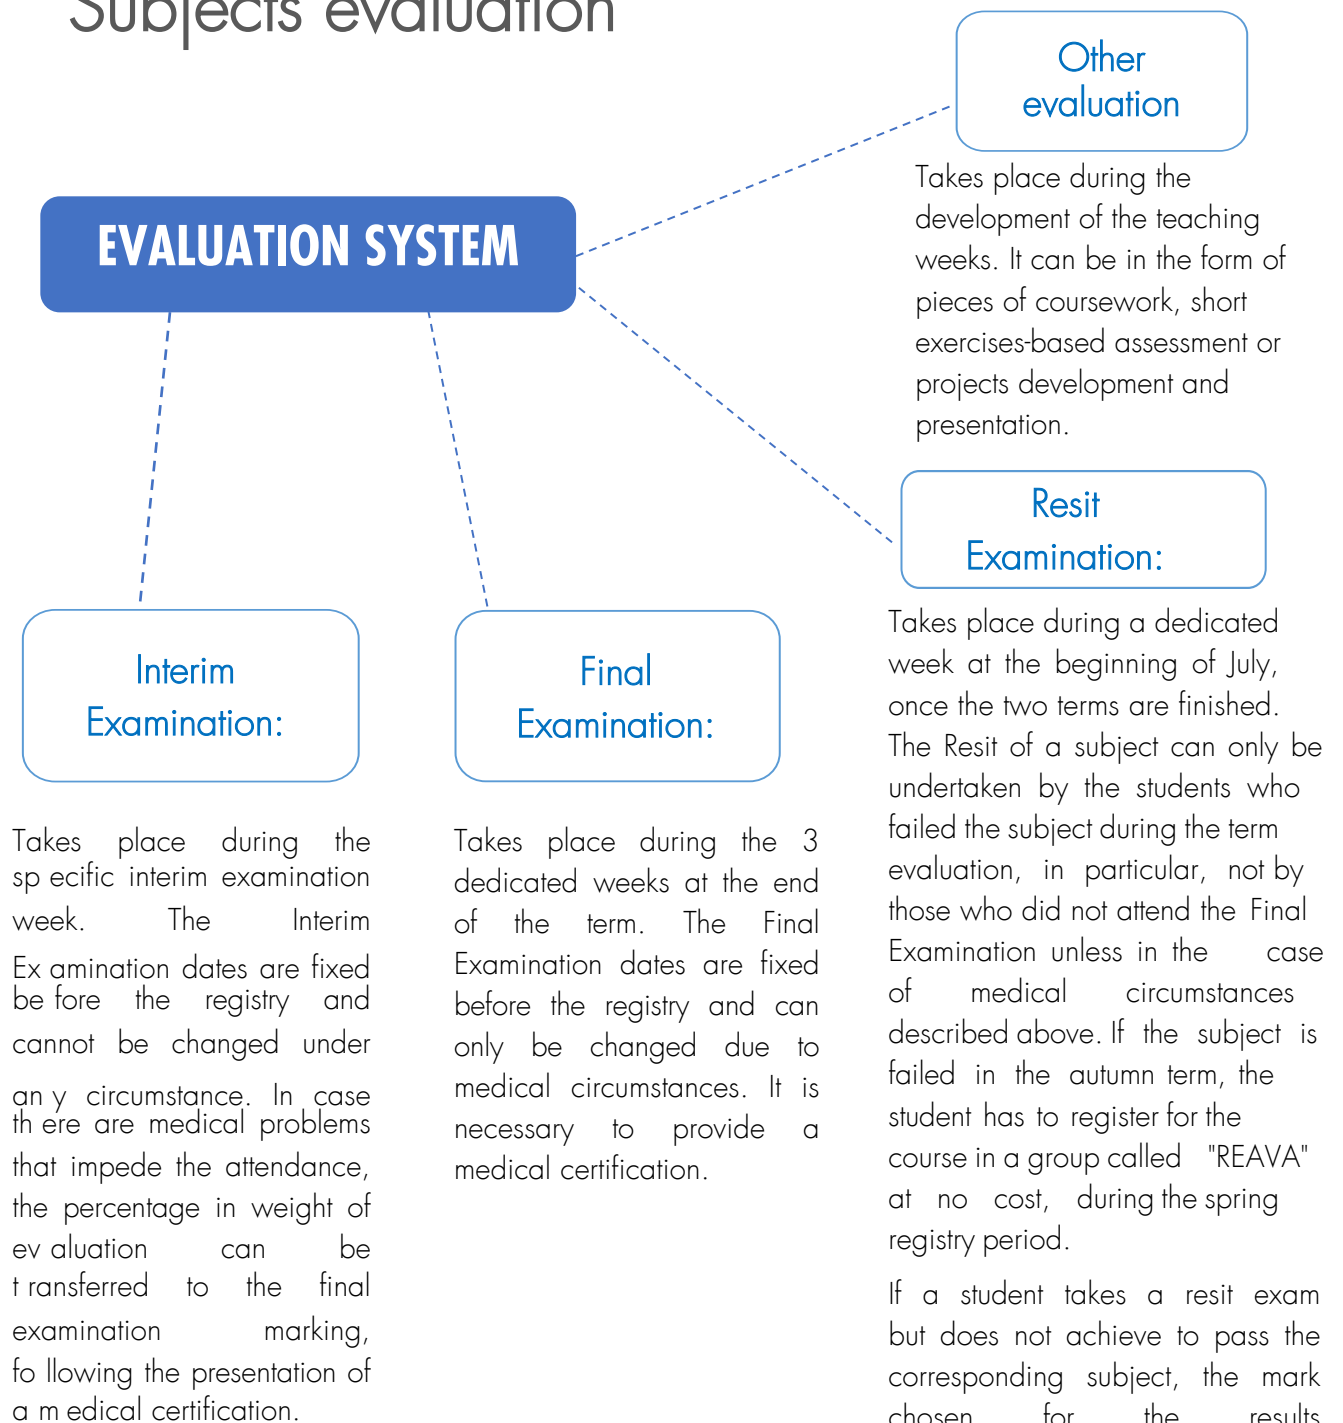 Subjects evaluation
EVALUATION SYSTEM
Other
evaluation
Takes place during the
development of the teaching
weeks. It can be in the form of
pieces of coursework, short
exercises-based assessment or
projects development and
presentation.
Resit
Examination:
Takes place during a dedicated
week at the beginning of July,
once the two terms are finished.
The Resit of a subject can only be
undertaken by the students who
failed the subject during the term
evaluation, in particular, not by
those who did not attend the Final
Examination unless in the case
of medical circumstances
described above. If the subject is
failed in the autumn term, the
student has to register for the
course in a group called "REAVA"
at no cost, during the spring
registry period.
If a student takes a resit exam
but does not achieve to pass the
corresponding subject, the mark
chosen for the results
Interim
Examination:
Takes place during the
sp ecific interim examination
week. The Interim
Ex amination dates are fixed
be fore the registry and
cannot be changed under
an y circumstance. In case
th ere are medical problems
that impede the attendance,
the percentage in weight of
ev aluation can be
t ransferred to the final
examination marking,
fo llowing the presentation of
a m edical certification.
Final
Examination:
Takes place during the 3
dedicated weeks at the end
of the term. The Final
Examination dates are fixed
before the registry and can
only be changed due to
medical circumstances. It is
necessary to provide a
medical certification.